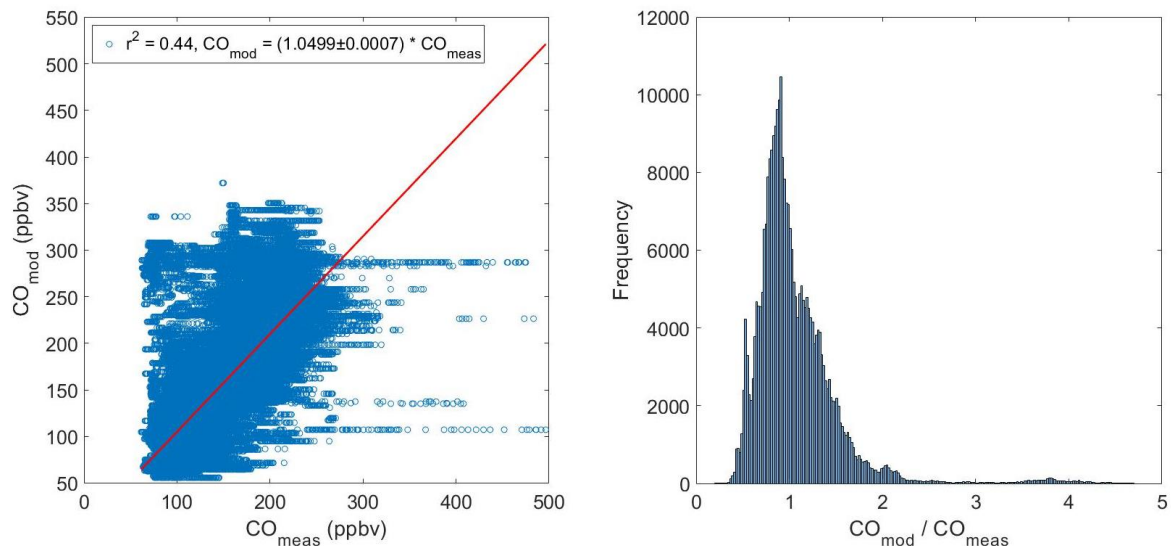 550
500
450
400
350
300
250
200
150
100
50
0 100 200 300 400 500
CO_mod (ppbv)
CO_meas (ppbv)
r² = 0.44, CO_mod = (1.0499±0.0007) * CO_meas
12000
10000
8000
6000
4000
2000
0
0 1 2 3 4 5
Frequency
CO_mod / CO_meas